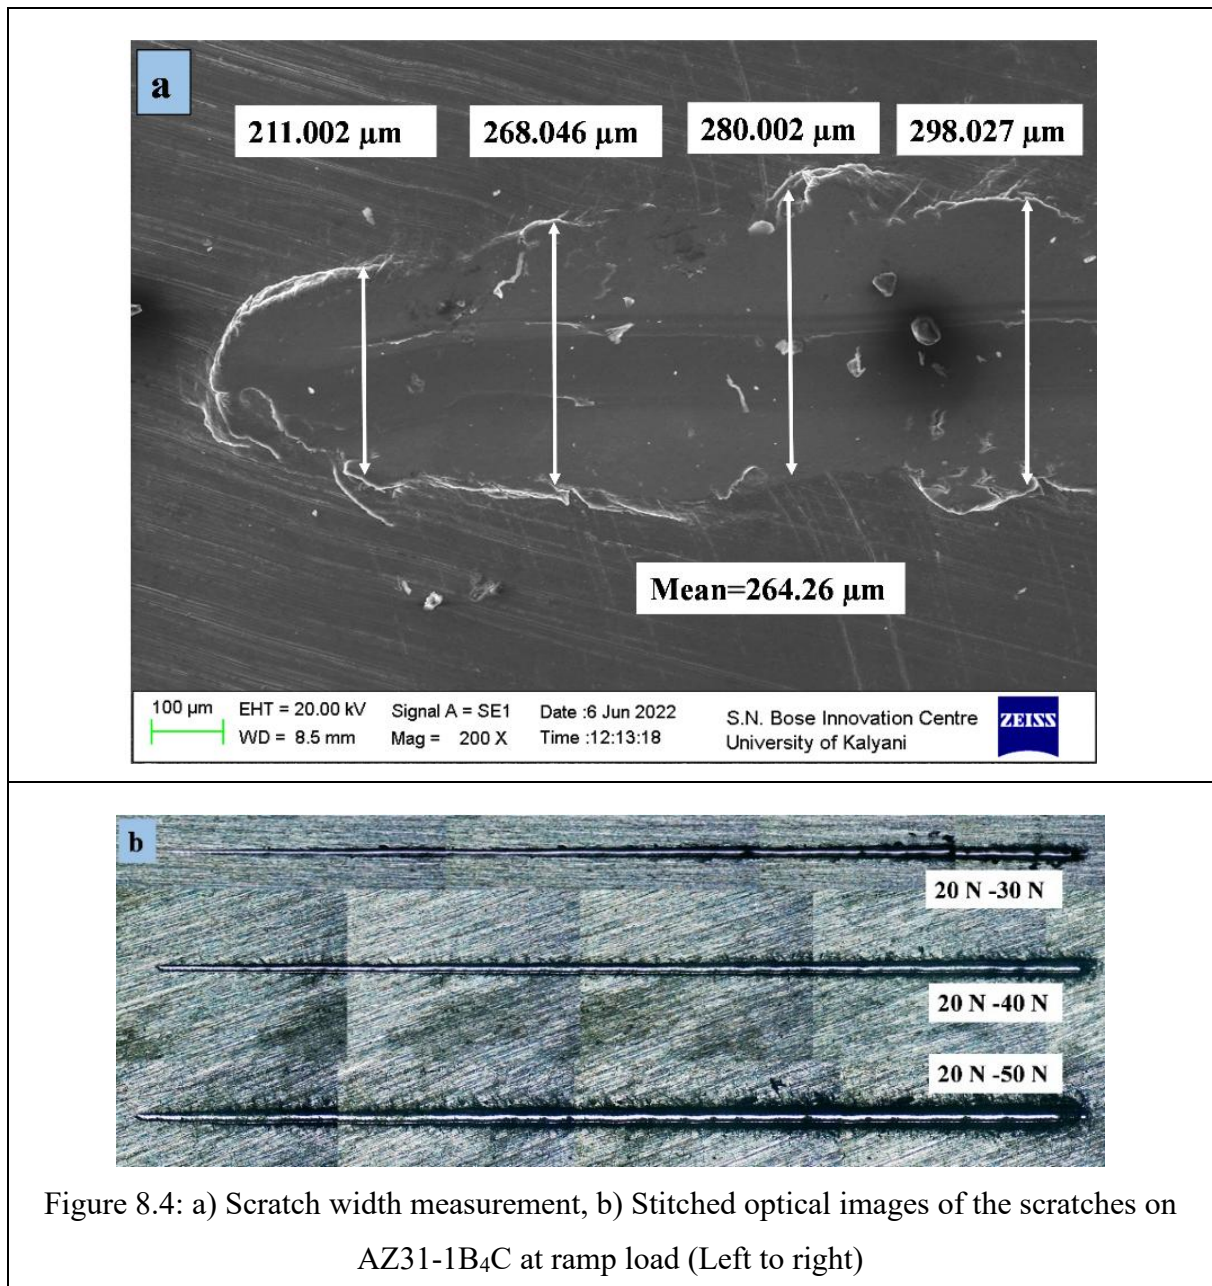 a
211.002 µm
268.046 µm
280.002 µm
298.027 µm
Mean=264.26 µm
100 µm
EHT = 20.00 kV
WD = 8.5 mm
Signal A = SE1
Mag = 200 X
Date :6 Jun 2022
Time :12:13:18
S.N. Bose Innovation Centre
University of Kalyani
ZEISS
b
20 N -30 N
20 N -40 N
20 N -50 N
Figure 8.4: a) Scratch width measurement, b) Stitched optical images of the scratches on
AZ31-1B₄C at ramp load (Left to right)